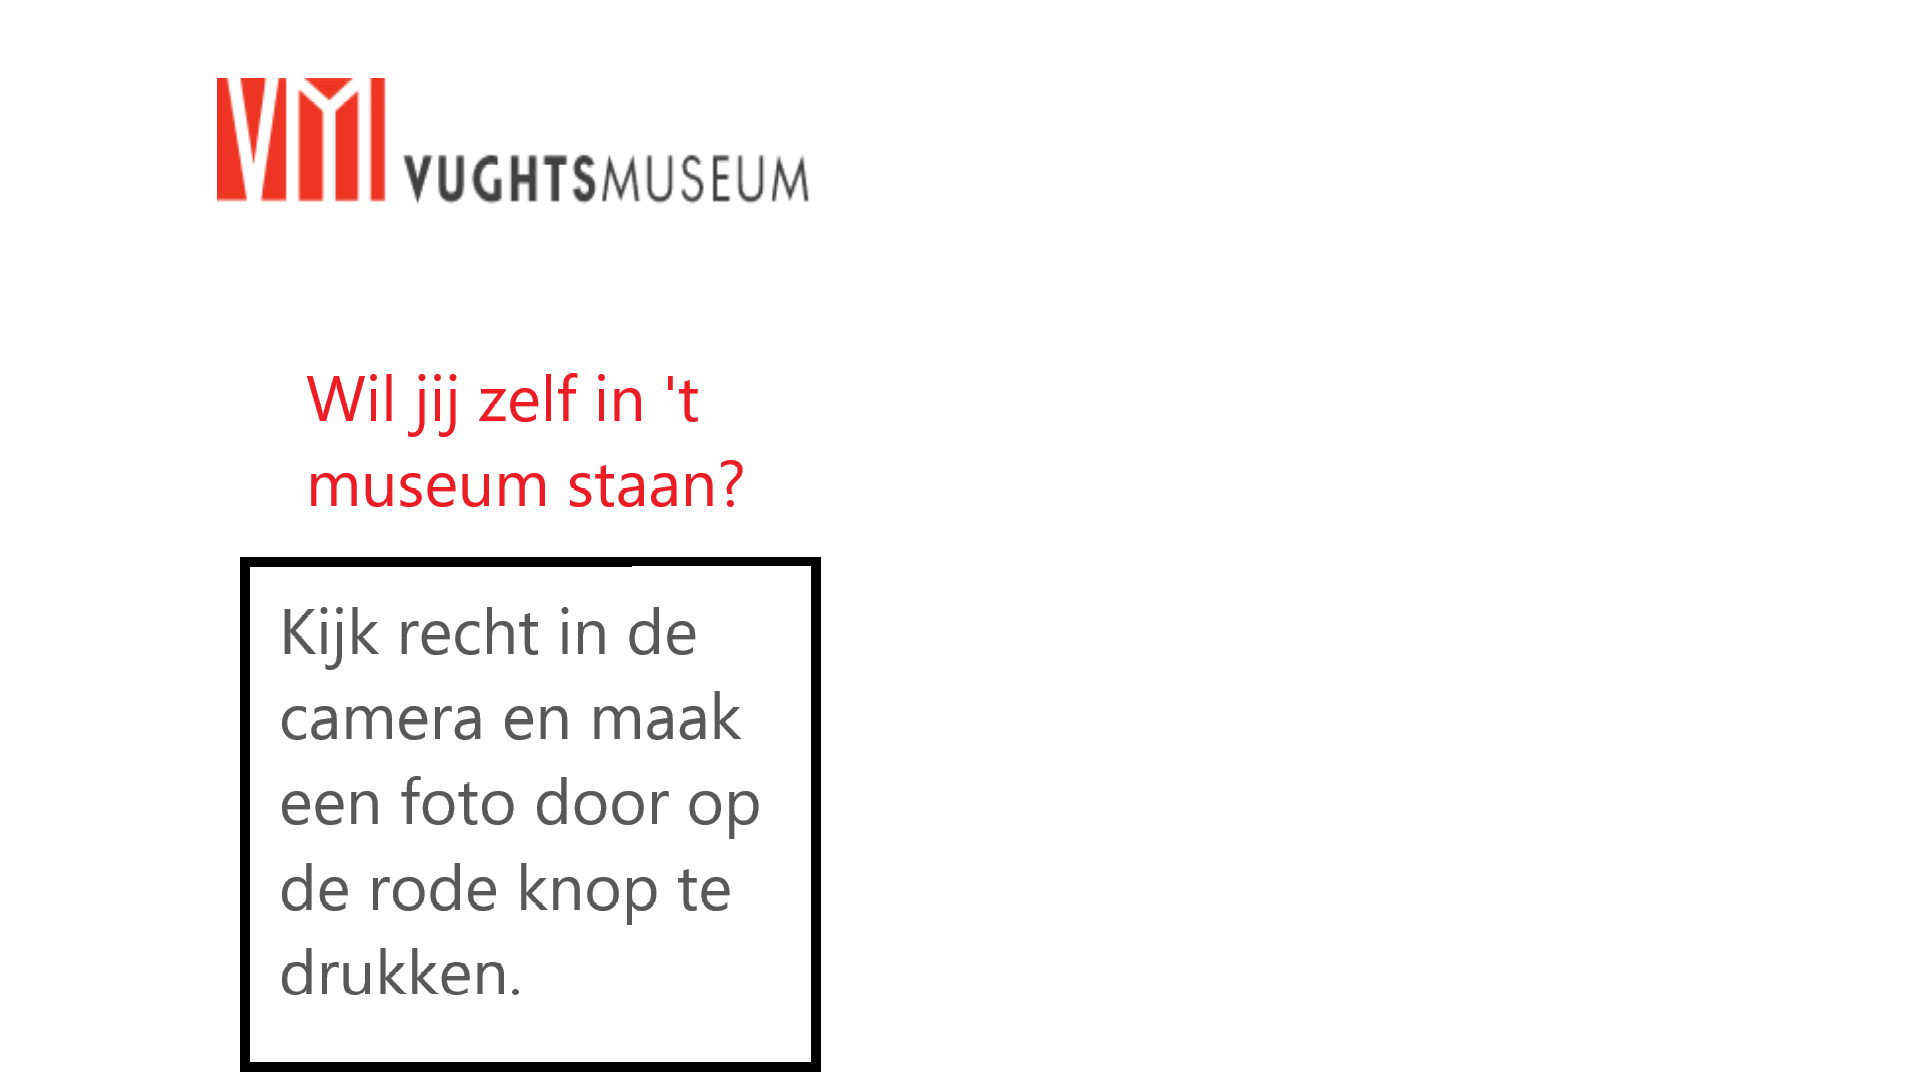 VM VUGHTSMUSEUM
Wil jij zelf in 't
museum staan?
Kijk recht in de
camera en maak
een foto door op
de rode knop te
drukken.